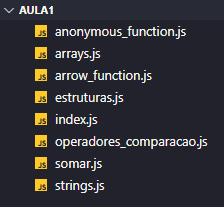 AULA1
JS anonymous_function.js
JS arrays.js
JS arrow_function.js
JS estruturas.js
JS index.js
JS operadores_comparacao.js
JS somar.js
JS strings.js